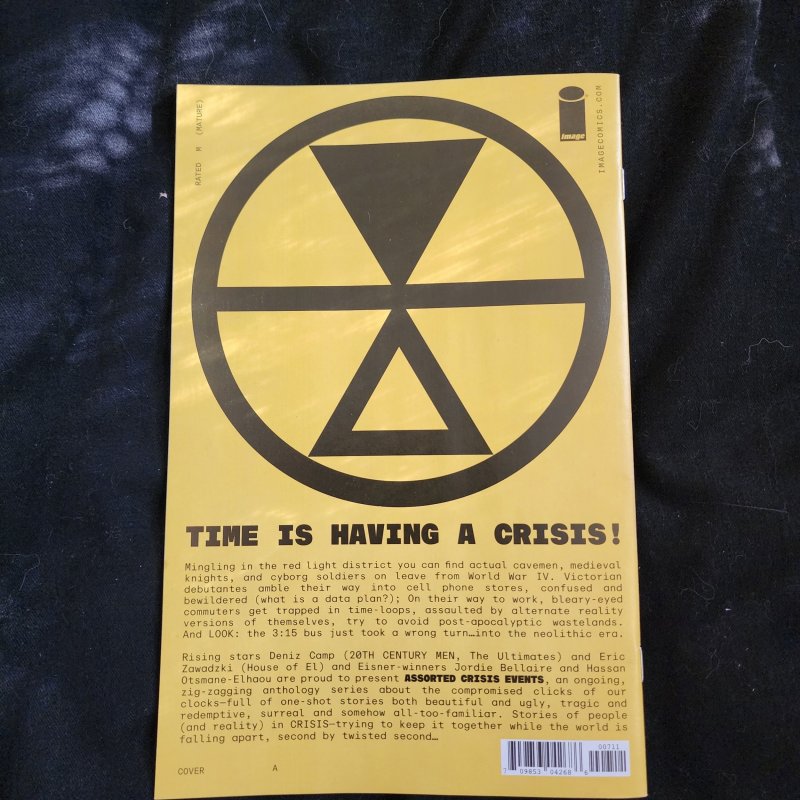 RATED M (MATURE)
image
IMAGECOMICS.COM
TIME IS HAVING A CRISIS!
Mingling in the red light district you can find actual cavemen, medieval
knights, and cyborg soldiers on leave from World War IV. Victorian
debutantes amble their way into cell phone stores, confused and
bewildered (what is a data plan?); On their way to work, bleary-eyed
commuters get trapped in time-loops, assaulted by alternate reality
versions of themselves, try to avoid post-apocalyptic wastelands.
And LOOK: the 3:15 bus just took a wrong turn…into the neolithic era.
Rising stars Deniz Camp (20TH CENTURY MEN, The Ultimates) and Eric
Zawadzki (House of El) and Eisner-winners Jordie Bellaire and Hassan
Otsmane-Elhaou are proud to present ASSORTED CRISIS EVENTS, an ongoing,
zig-zagging anthology series about the compromised clicks of our
clocks—full of one-shot stories both beautiful and ugly, tragic and
redemptive, surreal and somehow all-too-familiar. Stories of people
(and reality) in CRISIS—trying to keep it together while the world is
falling apart, second by twisted second…
00711
7 09853 04260 6
COVER A